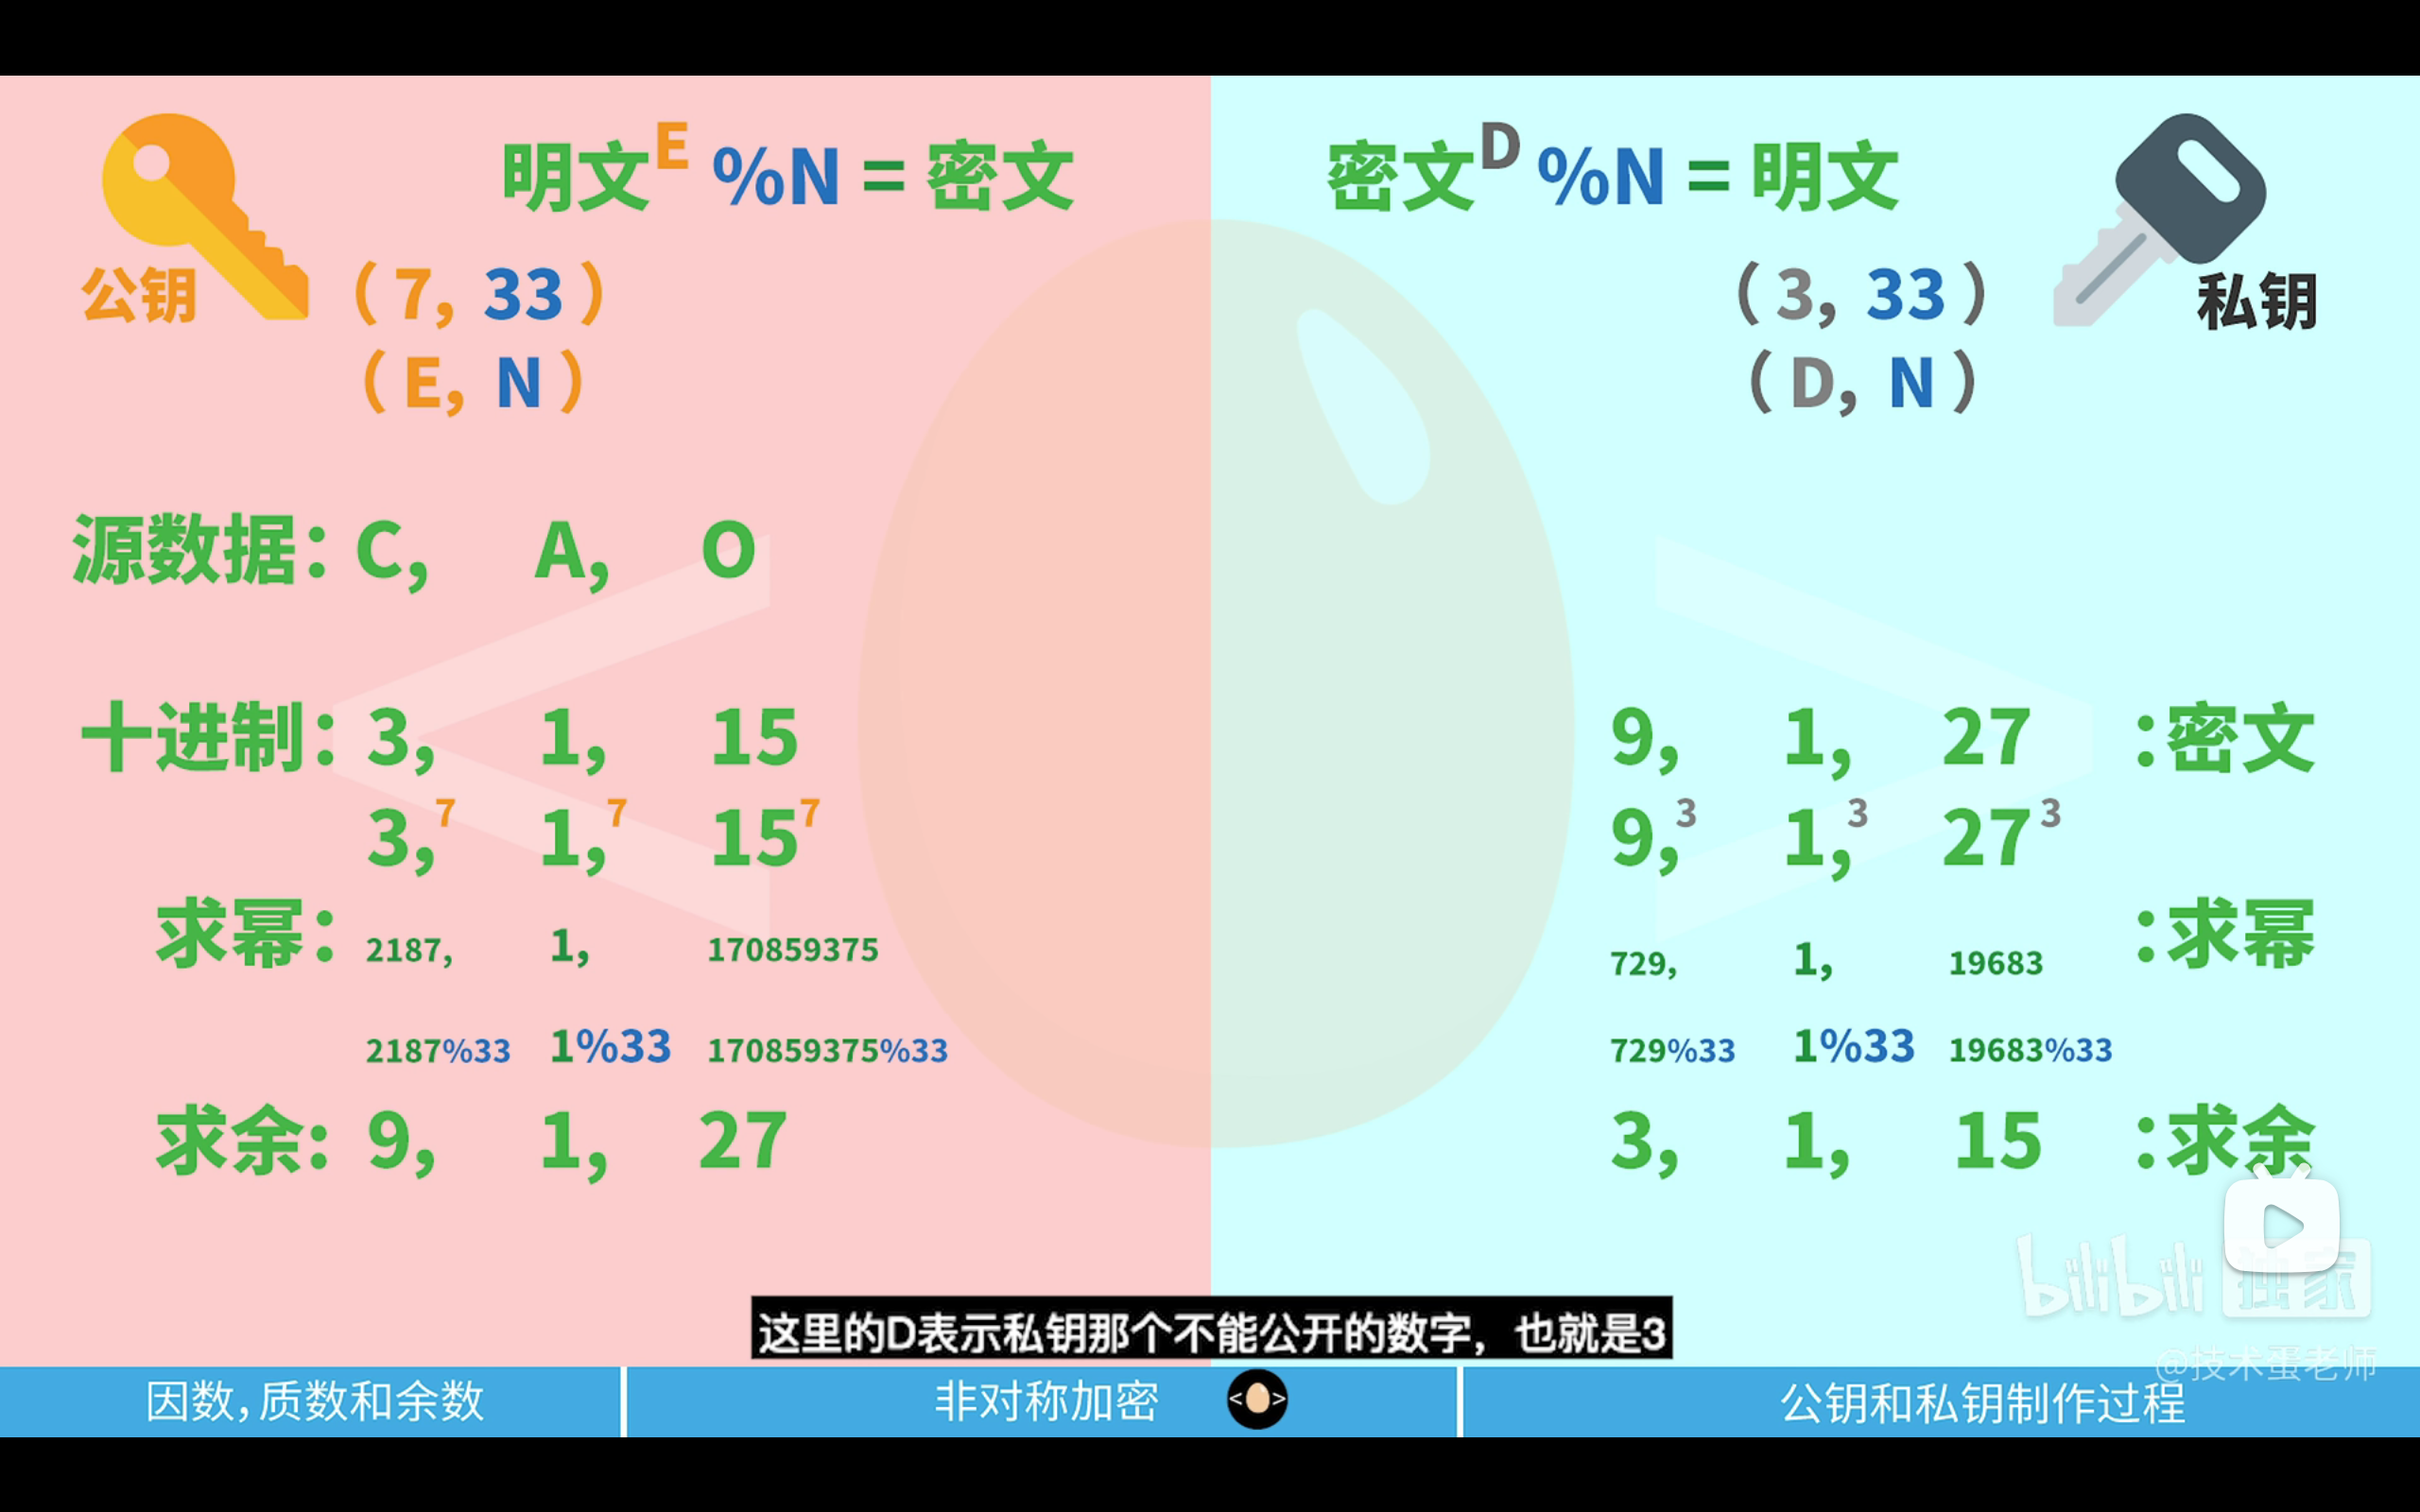 明文E %N = 密文
公钥
( 7, 33 )
( E, N )
源数据: C, A, O
十进制: 3, 1, 15
3,7 1,7 157
求幂: 2187, 1, 170859375
2187%33 1%33 170859375%33
求余: 9, 1, 27
密文D %N = 明文
私钥
( 3, 33 )
( D, N )
9, 1, 27 :密文
9,3 1,3 273
729, 1, 19683 :求幂
729%33 1%33 19683%33
3, 1, 15 :求余
bilibili 独家
@技术蛋老师
这里的D表示私钥那个不能公开的数字，也就是3
因数,质数和余数
非对称加密
< >
公钥和私钥制作过程